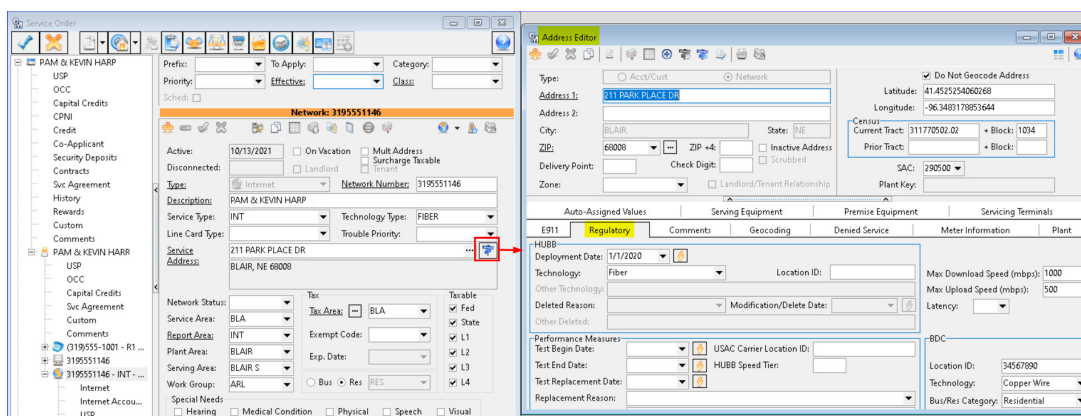 Service Order
PAM & KEVIN HARP
USP
OCC
Capital Credits
CPNI
Credit
Co-Applicant
Security Deposits
Contracts
Svc Agreement
History
Rewards
Custom
Comments
PAM & KEVIN HARP
USP
OCC
Capital Credits
Svc Agreement
Custom
Comments
(319)555-1001 - R1 ...
3195551146
3195551146 - INT - ...
Internet
Internet Accou...
USP
Prefix: To Apply: Category:
Priority: Effective: Class:
Sched:
Network: 3195551146
Active: 10/13/2021 On Vacation Mult Address
Surcharge Taxable
Disconnected: Landlord Tenant
Type: Internet Network Number: 3195551146
Description: PAM & KEVIN HARP
Service Type: INT Technology Type: FIBER
Line Card Type: Trouble Priority:
Service Address: 211 PARK PLACE DR ...
BLAIR, NE 68008
Network Status: Tax Taxable
Service Area: BLA Tax Area: ... BLA Fed
State
Report Area: INT Exempt Code: L1
Plant Area: BLAIR L2
Serving Area: BLAIR S Exp. Date: L3
Work Group: ARL Bus Res RES L4
Special Needs
Hearing Medical Condition Physical Speech Visual
Address Editor
Type: Acct/Cust Network Do Not Geocode Address
Address 1: 211 PARK PLACE DR Latitude: 41.4525254060268
Address 2: Longitude: -96.3483178853644
City: BLAIR State: NE
Census
Current Tract: 311770502.02 + Block: 1034
ZIP: 68008 ... ZIP +4: Inactive Address Prior Tract: + Block:
Delivery Point: Check Digit: Scrubbed SAC: 290500
Zone: Landlord/Tenant Relationship Plant Key:
Auto-Assigned Values Serving Equipment Premise Equipment Servicing Terminals
E911 Regulatory Comments Geocoding Denied Service Meter Information Plant
HUBB
Deployment Date: 1/1/2020
Technology: Fiber Location ID: Max Download Speed (mbps): 1000
Other Technology: Max Upload Speed (mbps): 500
Deleted Reason: Modification/Delete Date: Latency:
Other Deleted:
Performance Measures BDC
Test Begin Date: USAC Carrier Location ID:
Test End Date: HUBB Speed Tier: Location ID: 34567890
Test Replacement Date: Technology: Copper Wire
Replacement Reason: Bus/Res Category: Residential